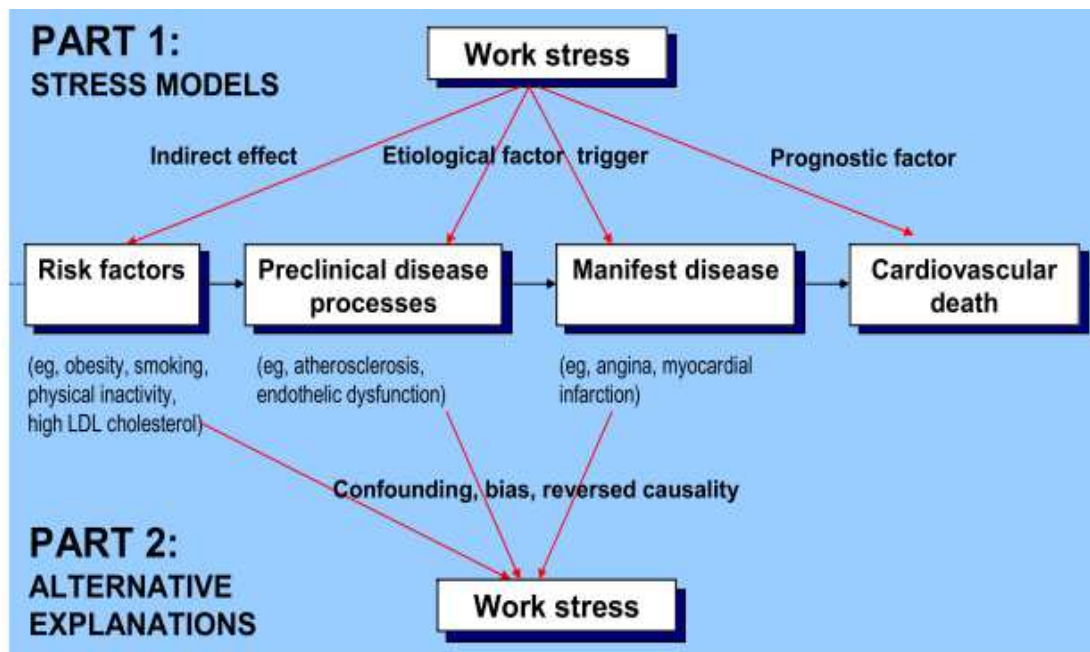 PART 1:
STRESS MODELS
Work stress
Indirect effect
Etiological factor
trigger
Prognostic factor
Risk factors
Preclinical disease
processes
Manifest disease
Cardiovascular
death
(eg, obesity, smoking,
physical inactivity,
high LDL cholesterol)
(eg, atherosclerosis,
endothelic dysfunction)
(eg, angina, myocardial
infarction)
Confounding, bias, reversed causality
PART 2:
ALTERNATIVE
EXPLANATIONS
Work stress